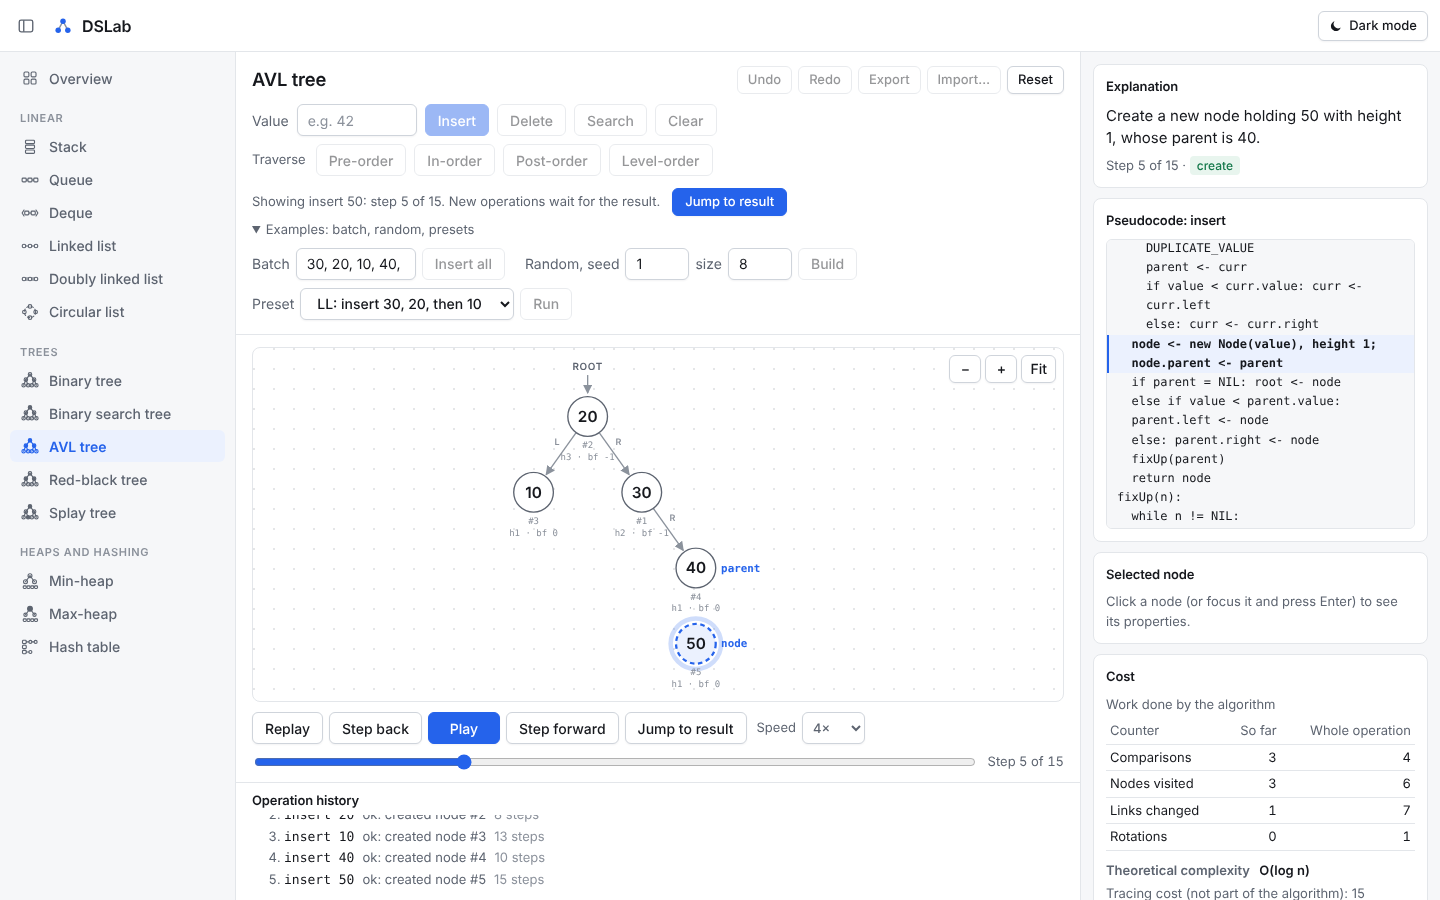 DSLab
Dark mode
Overview
LINEAR
Stack
Queue
Deque
Linked list
Doubly linked list
Circular list
TREES
Binary tree
Binary search tree
AVL tree
Red-black tree
Splay tree
HEAPS AND HASHING
Min-heap
Max-heap
Hash table
AVL tree
Undo
Redo
Export
Import...
Reset
Value
e.g. 42
Insert
Delete
Search
Clear
Traverse
Pre-order
In-order
Post-order
Level-order
Showing insert 50: step 5 of 15. New operations wait for the result.
Jump to result
▼ Examples: batch, random, presets
Batch
30, 20, 10, 40,
Insert all
Random, seed
1
size
8
Build
Preset
LL: insert 30, 20, then 10
Run
ROOT
−
+
Fit
20
L
#2
R
h3 · bf -1
10
30
#3
h1 · bf 0
#1
R
h2 · bf -1
40
parent
#4
h1 · bf 0
50
node
#5
h1 · bf 0
Replay
Step back
Play
Step forward
Jump to result
Speed
4×
Step 5 of 15
Operation history
2. insert 20 ok: created node #2 6 steps
3. insert 10 ok: created node #3 13 steps
4. insert 40 ok: created node #4 10 steps
5. insert 50 ok: created node #5 15 steps
Explanation
Create a new node holding 50 with height
1, whose parent is 40.
Step 5 of 15 · create
Pseudocode: insert
DUPLICATE_VALUE
parent <- curr
if value < curr.value: curr <-
curr.left
else: curr <- curr.right
node <- new Node(value), height 1;
node.parent <- parent
if parent = NIL: root <- node
else if value < parent.value:
parent.left <- node
else: parent.right <- node
fixUp(parent)
return node
fixUp(n):
while n != NIL:
Selected node
Click a node (or focus it and press Enter) to see
its properties.
Cost
Work done by the algorithm
Counter So far Whole operation
Comparisons 3 4
Nodes visited 3 6
Links changed 1 7
Rotations 0 1
Theoretical complexity O(log n)
Tracing cost (not part of the algorithm): 15